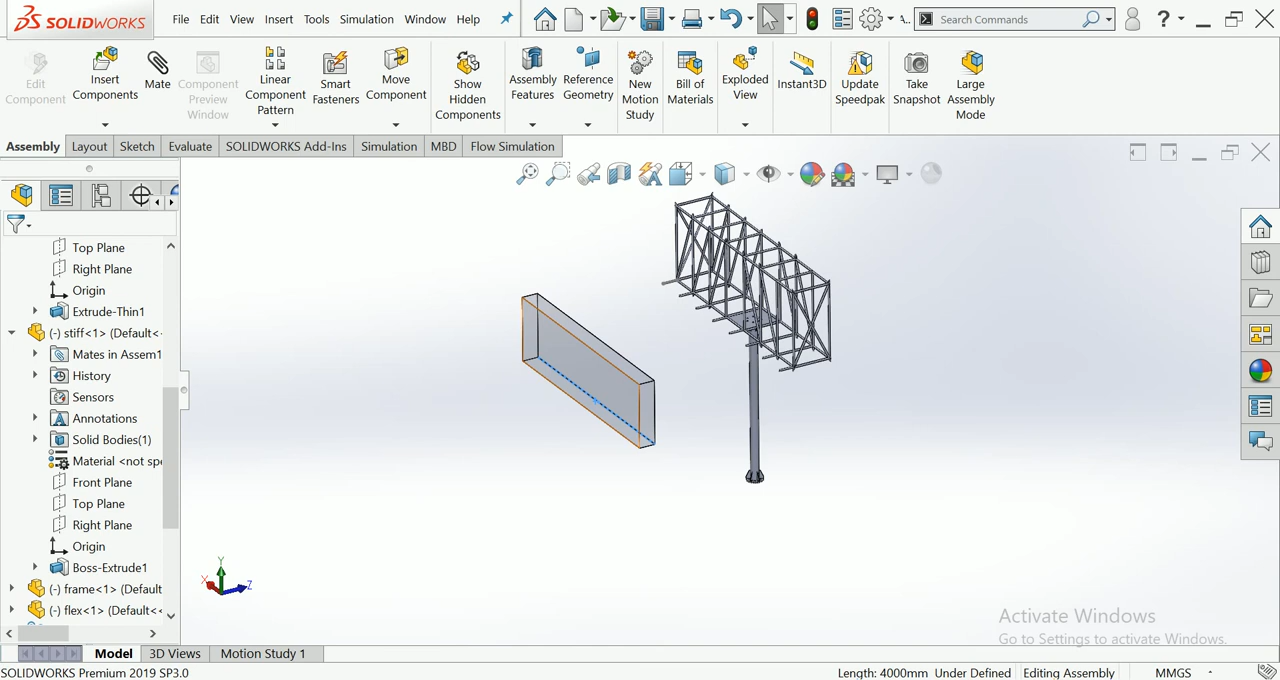 SOLIDWORKS
File Edit View Insert Tools Simulation Window Help
Search Commands
Edit Component
Insert Components
Mate
Component Preview Window
Linear Component Pattern
Smart Fasteners
Move Component
Show Hidden Components
Assembly Features
Reference Geometry
New Motion Study
Bill of Materials
Exploded View
Instant3D
Update Speedpak
Take Snapshot
Large Assembly Mode
Assembly Layout Sketch Evaluate SOLIDWORKS Add-Ins Simulation MBD Flow Simulation
Top Plane
Right Plane
Origin
Extrude-Thin1
(-) stiff<1> (Default<
Mates in Assem1
History
Sensors
Annotations
Solid Bodies(1)
Material <not spe
Front Plane
Top Plane
Right Plane
Origin
Boss-Extrude1
(-) frame<1> (Default
(-) flex<1> (Default<<
Y
X
Z
Activate Windows
Go to Settings to activate Windows.
Model 3D Views Motion Study 1
SOLIDWORKS Premium 2019 SP3.0
Length: 4000mm Under Defined Editing Assembly MMGS